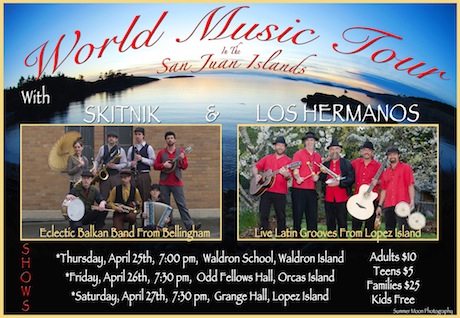 World Music Tour
In The
San Juan Islands
With
SKITNIK & LOS HERMANOS
Eclectic Balkan Band From Bellingham
Live Latin Grooves From Lopez Island
SHOWS
*Thursday, April 25th, 7:00 pm, Waldron School, Waldron Island
*Friday, April 26th, 7:30 pm, Odd Fellows Hall, Orcas Island
*Saturday, April 27th, 7:30 pm, Grange Hall, Lopez Island
Adults $10
Teens $5
Families $25
Kids Free
Summer Moon Photography